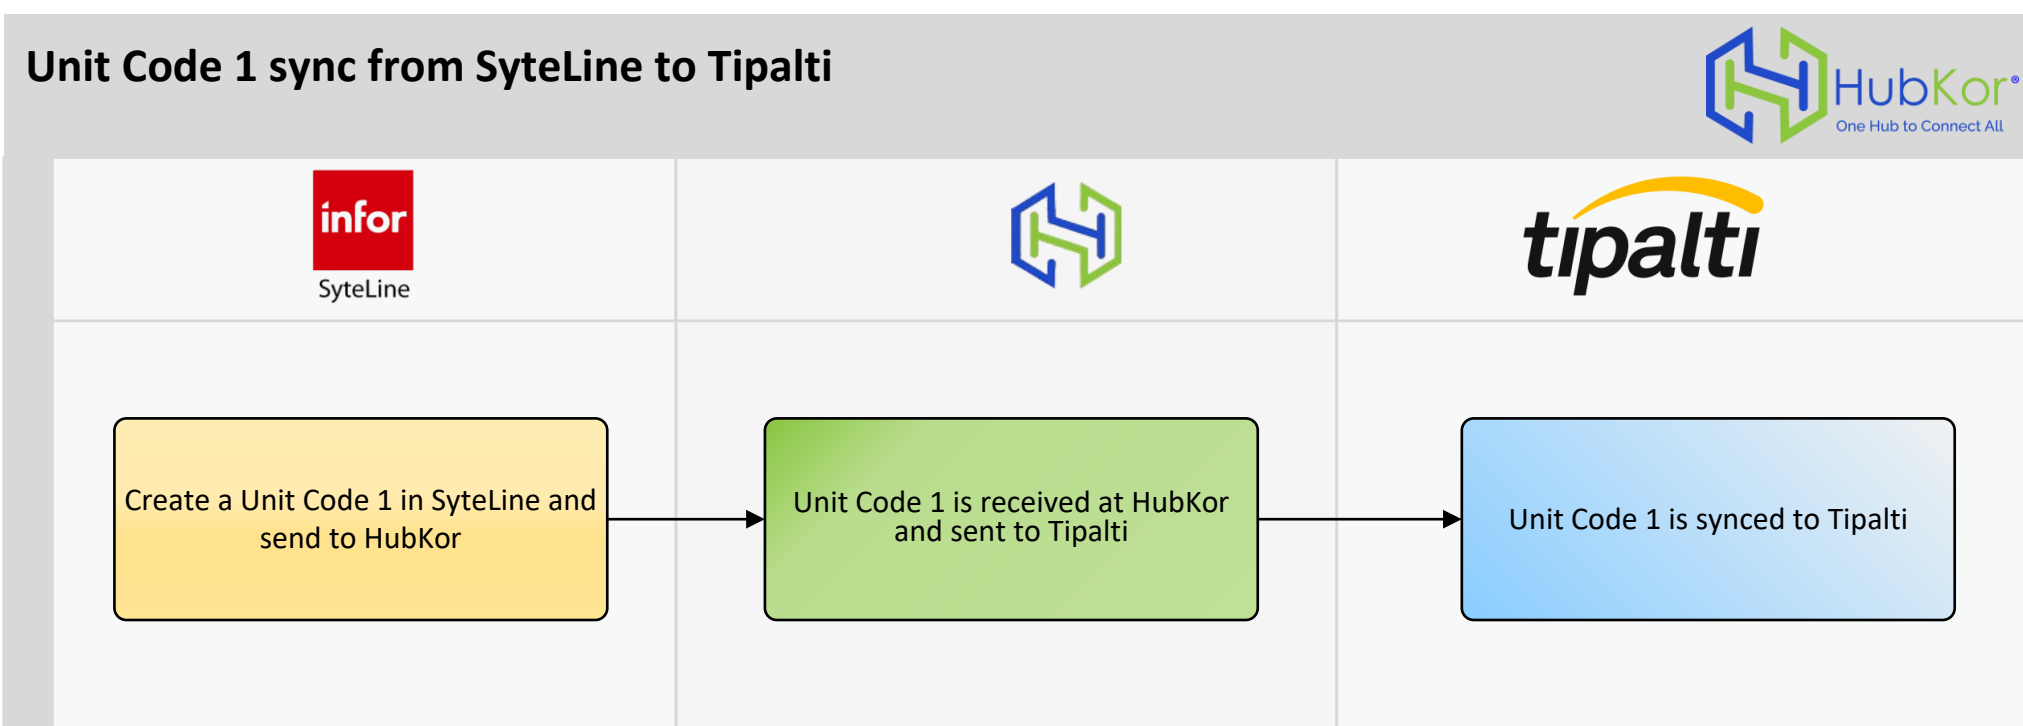 Unit Code 1 sync from SyteLine to Tipalti
HubKor®
One Hub to Connect All
infor
SyteLine
tipalti
Create a Unit Code 1 in SyteLine and
send to HubKor
Unit Code 1 is received at HubKor
and sent to Tipalti
Unit Code 1 is synced to Tipalti